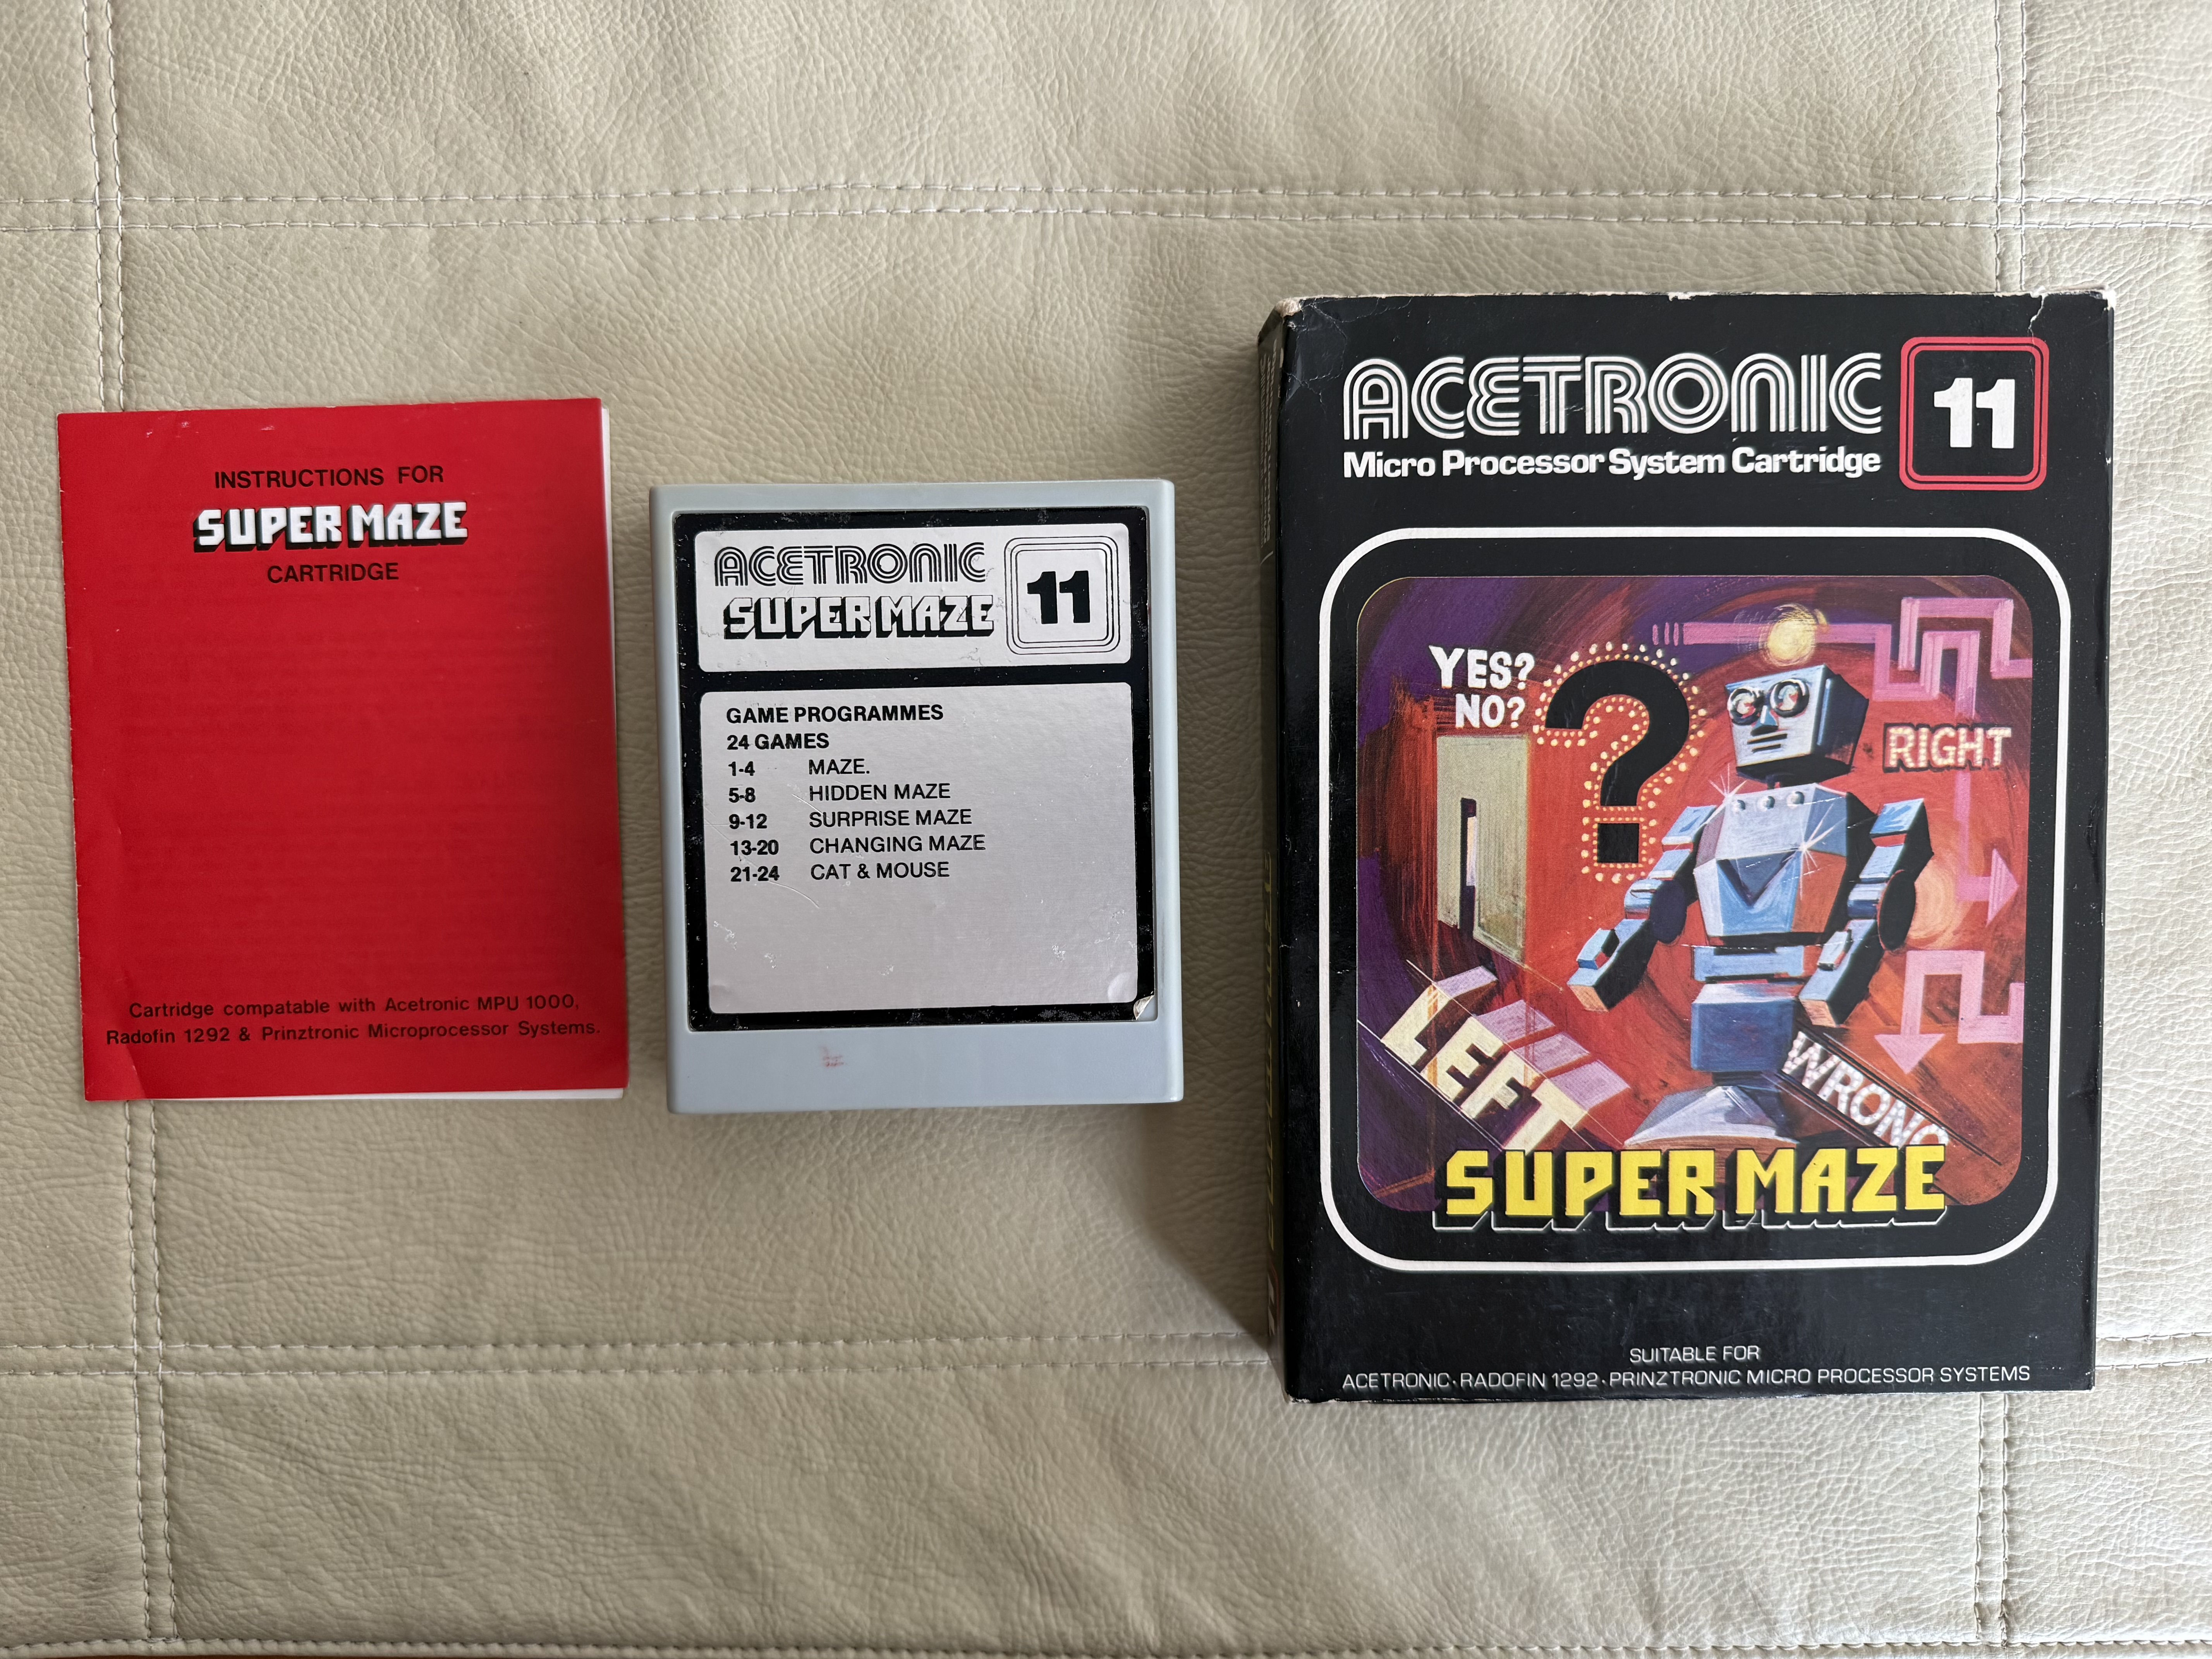 INSTRUCTIONS FOR
SUPER MAZE
CARTRIDGE
Cartridge compatable with Acetronic MPU 1000,
Radofin 1292 & Prinztronic Microprocessor Systems.
ACETRONIC
SUPER MAZE
11
GAME PROGRAMMES
24 GAMES
1-4 MAZE.
5-8 HIDDEN MAZE
9-12 SURPRISE MAZE
13-20 CHANGING MAZE
21-24 CAT & MOUSE
ACETRONIC
Micro Processor System Cartridge
11
YES?
NO?
?
RIGHT
LEFT
WRONG
SUPER MAZE
SUITABLE FOR
ACETRONIC · RADOFIN 1292 · PRINZTRONIC MICRO PROCESSOR SYSTEMS